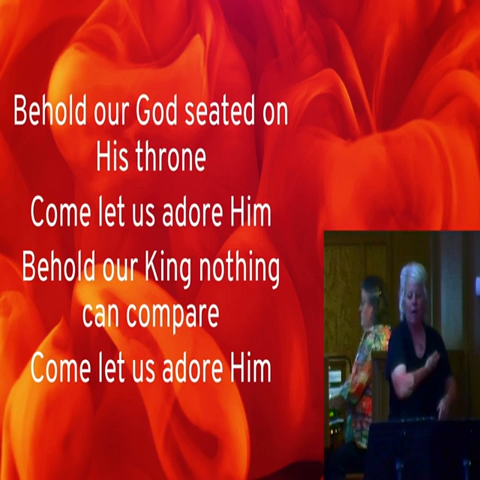 Behold our God seated on
His throne
Come let us adore Him
Behold our King nothing
can compare
Come let us adore Him